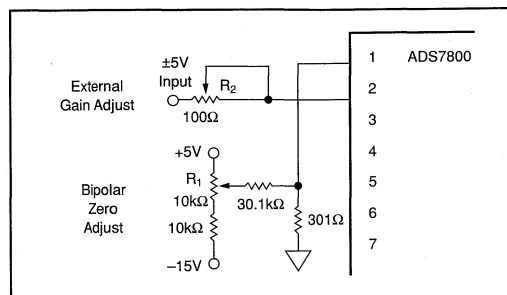 1 ADS7800
±5V
Input
R2
External
Gain Adjust
100Ω
2
3
+5V
4
R1
10kΩ
30.1kΩ
5
Bipolar
Zero
Adjust
10kΩ
301Ω
6
7
–15V